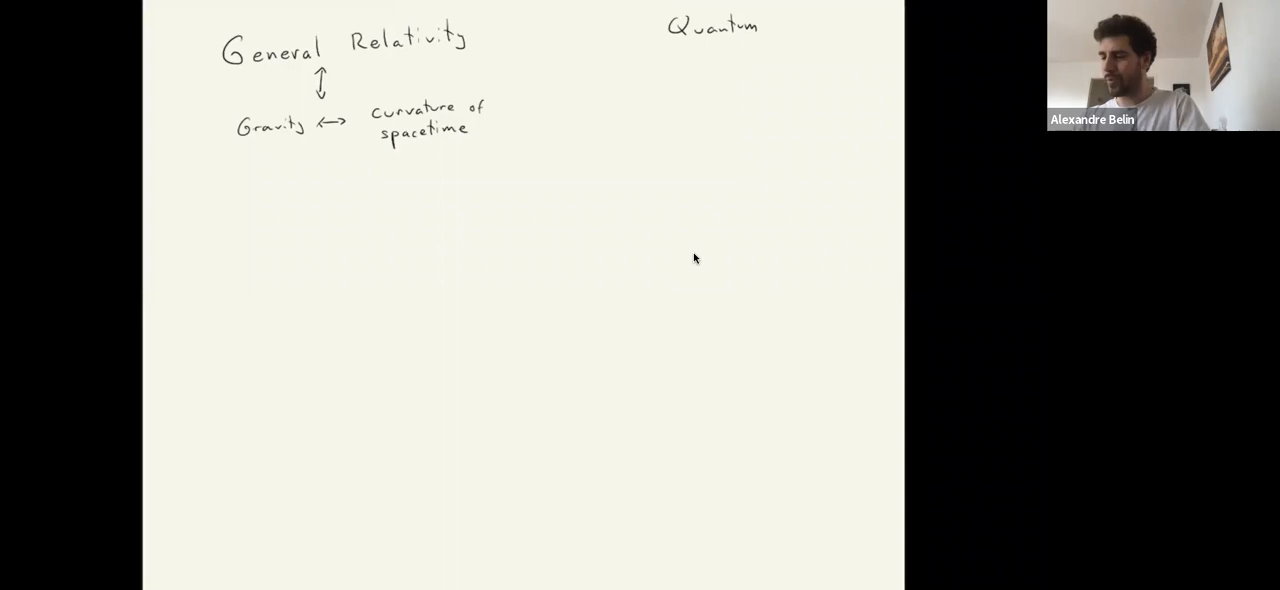 General Relativity
Gravity ↔ curvature of
spacetime
Quantum
Alexandre Belin